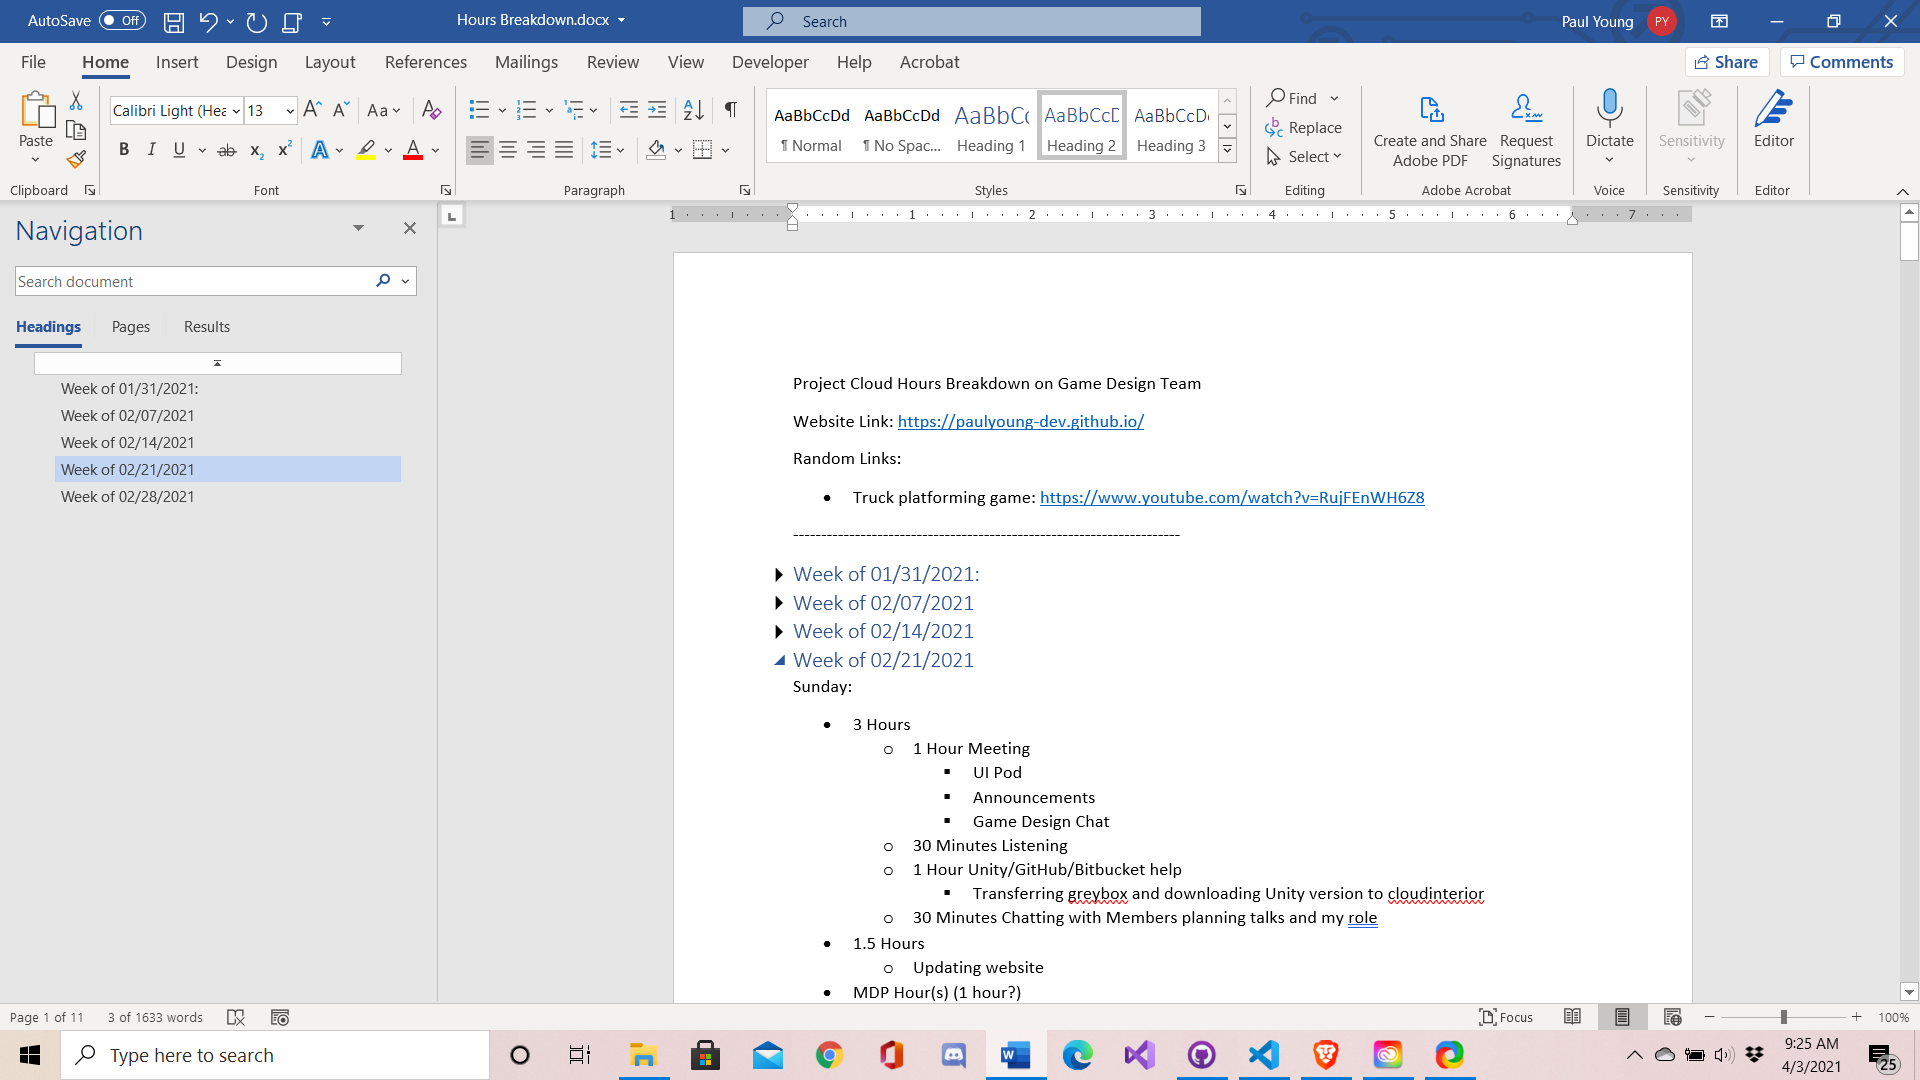 AutoSave Off
Hours Breakdown.docx
Search
Paul Young PY
File Home Insert Design Layout References Mailings Review View Developer Help Acrobat
Share Comments
Paste
Calibri Light (Hea 13
Aa
AaBbCcDd AaBbCcDd AaBbCc AaBbCcD AaBbCcD
¶ Normal ¶ No Spac... Heading 1 Heading 2 Heading 3
Find
Replace
Select
Create and Share Adobe PDF
Request Signatures
Dictate
Sensitivity
Editor
Clipboard Font Paragraph Styles Editing Adobe Acrobat Voice Sensitivity Editor
Navigation
Search document
Headings Pages Results
Week of 01/31/2021:
Week of 02/07/2021
Week of 02/14/2021
Week of 02/21/2021
Week of 02/28/2021
1 1 2 3 4 5 6 7
Project Cloud Hours Breakdown on Game Design Team
Website Link: https://paulyoung-dev.github.io/
Random Links:
• Truck platforming game: https://www.youtube.com/watch?v=RujFEnWH6Z8
---------------------------------------------------------------------
Week of 01/31/2021:
Week of 02/07/2021
Week of 02/14/2021
Week of 02/21/2021
Sunday:
• 3 Hours
o 1 Hour Meeting
▪ UI Pod
▪ Announcements
▪ Game Design Chat
o 30 Minutes Listening
o 1 Hour Unity/GitHub/Bitbucket help
▪ Transferring greybox and downloading Unity version to cloudinterior
o 30 Minutes Chatting with Members planning talks and my role
• 1.5 Hours
o Updating website
• MDP Hour(s) (1 hour?)
Page 1 of 11 3 of 1633 words
Focus
100%
Type here to search
9:25 AM
4/3/2021
25